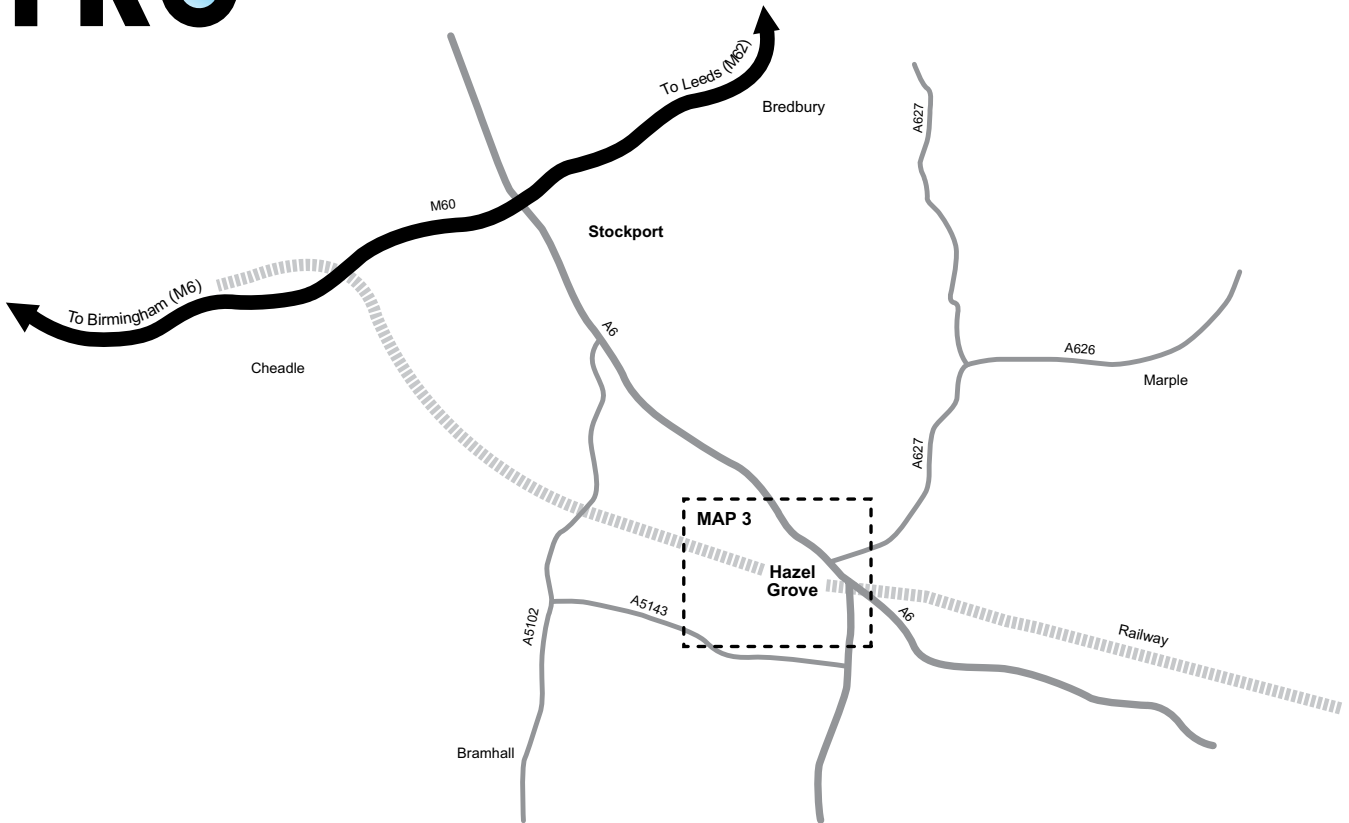 To Leeds (M62)
Bredbury
A627
M60
Stockport
To Birmingham (M6)
A6
Cheadle
A626
Marple
A627
MAP 3
Hazel
Grove
A5143
A5102
A6
Railway
Bramhall